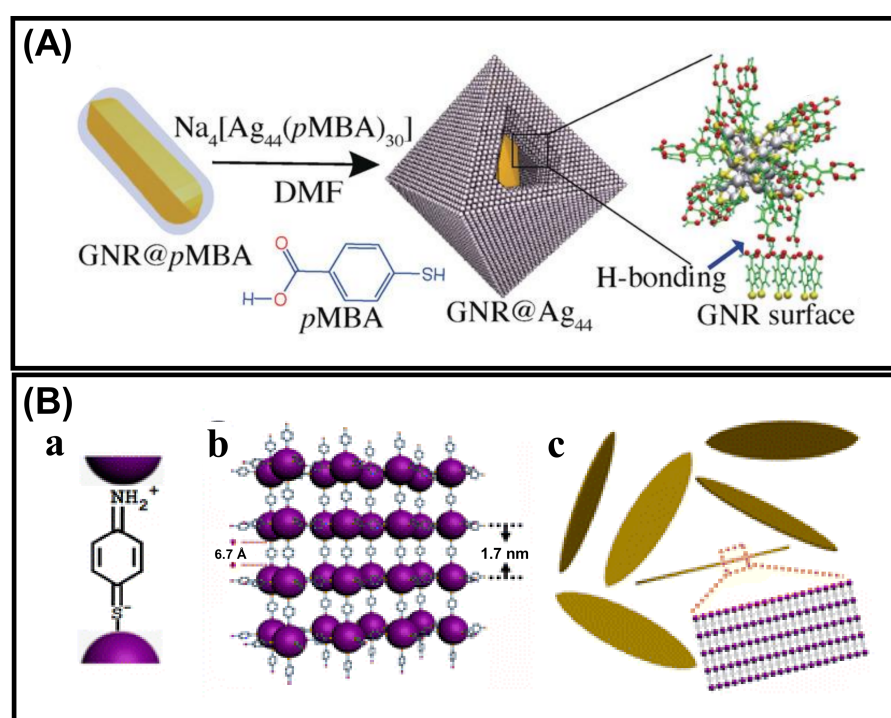 (A)
Na₄[Ag₄₄(pMBA)₃₀]
DMF
GNR@pMBA
O
H
O
SH
pMBA
GNR@Ag₄₄
H-bonding
GNR surface
(B)
a
b
c
NH₂⁺
S⁻
6.7 Å
1.7 nm